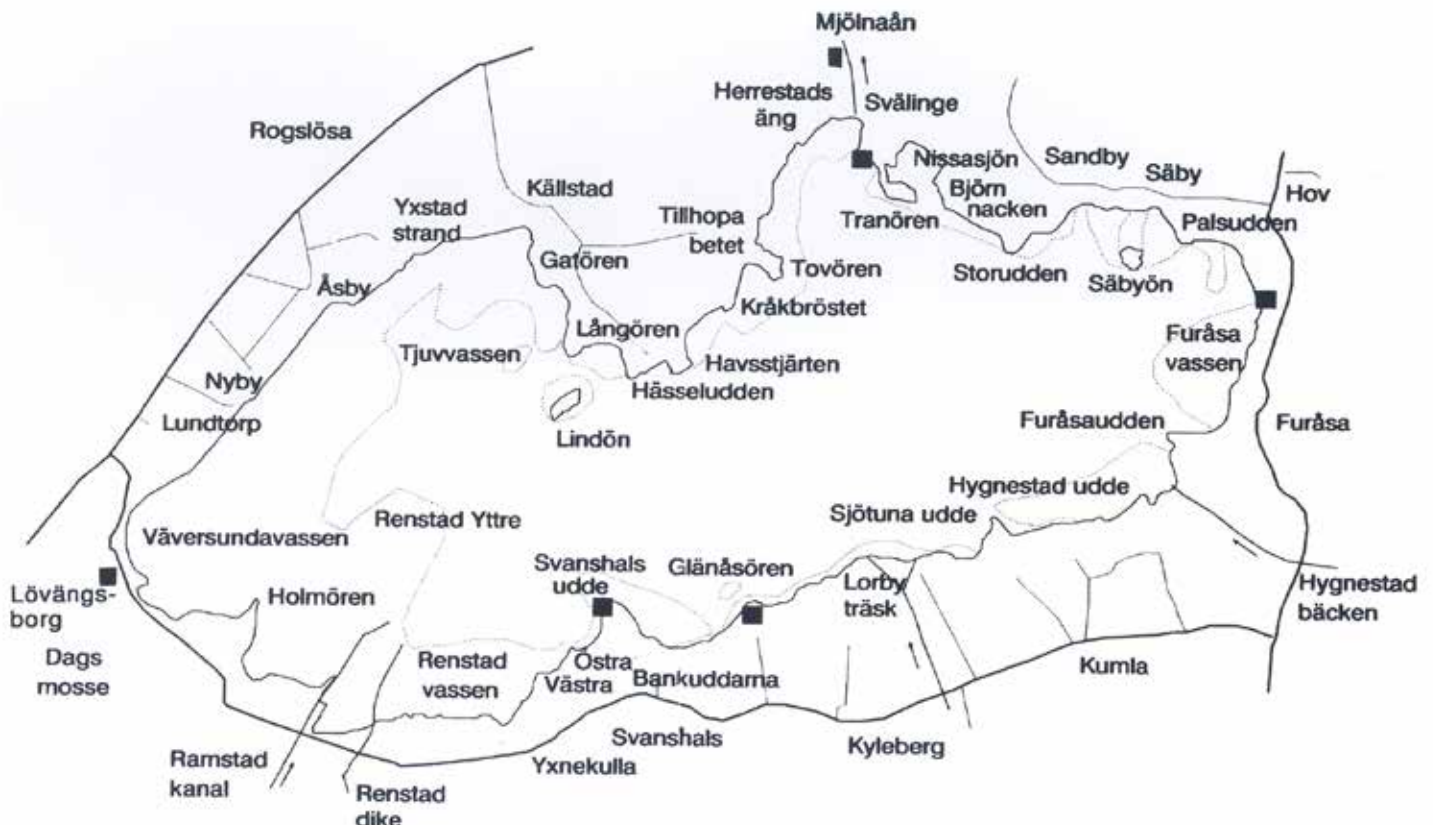 Mjölnaån
Herrestads
äng
Svälinge
Rogslösa
Nissasjön
Sandby
Säby
Hov
Källstad
Björn
nacken
Yxstad
strand
Tillhopa
betet
Tranören
Palsudden
Gatören
Tovören
Storudden
Säbyön
Åsby
Kråkbröstet
Långören
Furåsa
vassen
Tjuvvassen
Havsstjärten
Nyby
Hässeludden
Lundtorp
Furåsaudden
Furåsa
Lindön
Hygnestad udde
Renstad Yttre
Sjötuna udde
Väversundavassen
Svanshals
udde
Glänåsören
Lövängs-
borg
Holmören
Lorby
träsk
Hygnestad
bäcken
Dags
mosse
Renstad
vassen
Östra
Västra
Bankuddarna
Kumla
Svanshals
Kyleberg
Ramstad
kanal
Yxnekulla
Renstad
dike